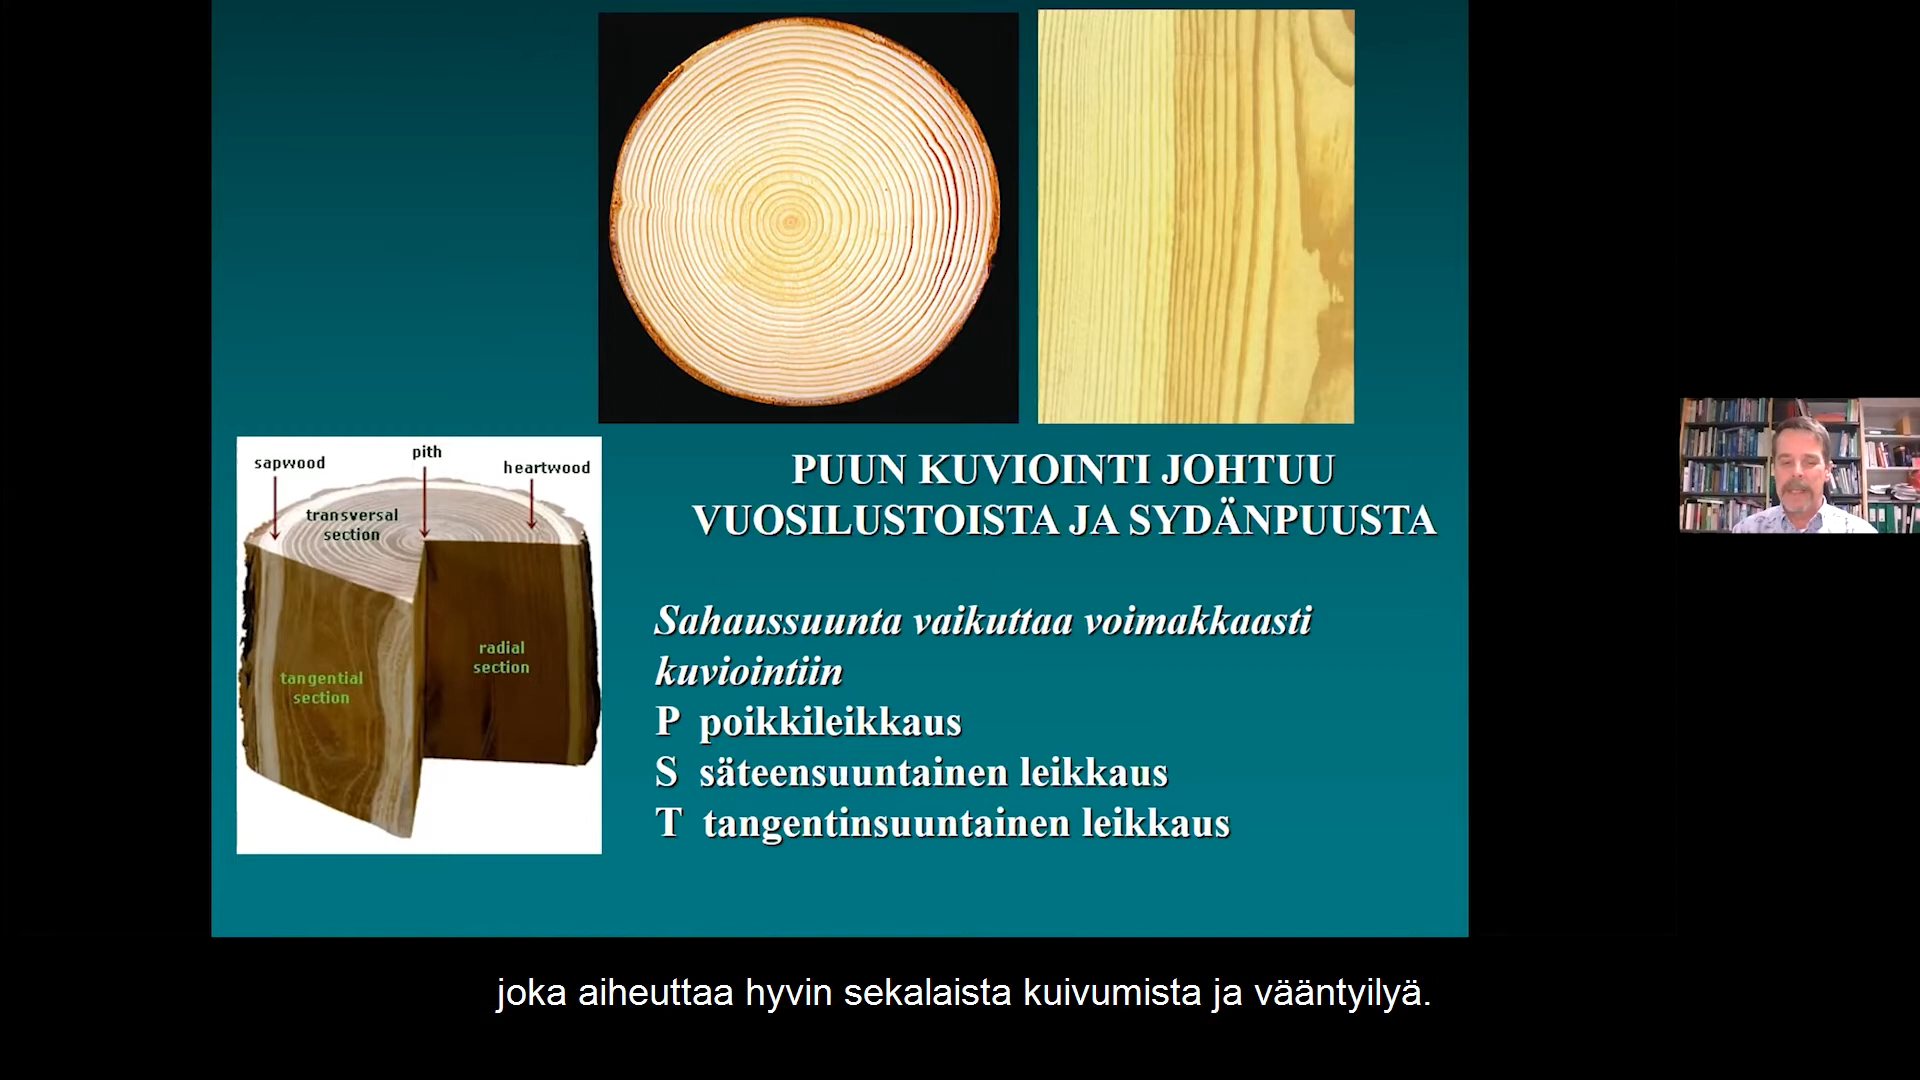 sapwood
pith
heartwood
transversal
section
tangential
section
radial
section
PUUN KUVIOINTI JOHTUU
VUOSILUSTOISTA JA SYDÄNPUUSTA
Sahaussuunta vaikuttaa voimakkaasti
kuviointiin
P poikkileikkaus
S säteensuuntainen leikkaus
T tangentinsuuntainen leikkaus
joka aiheuttaa hyvin sekalaista kuivumista ja vääntyilyä.